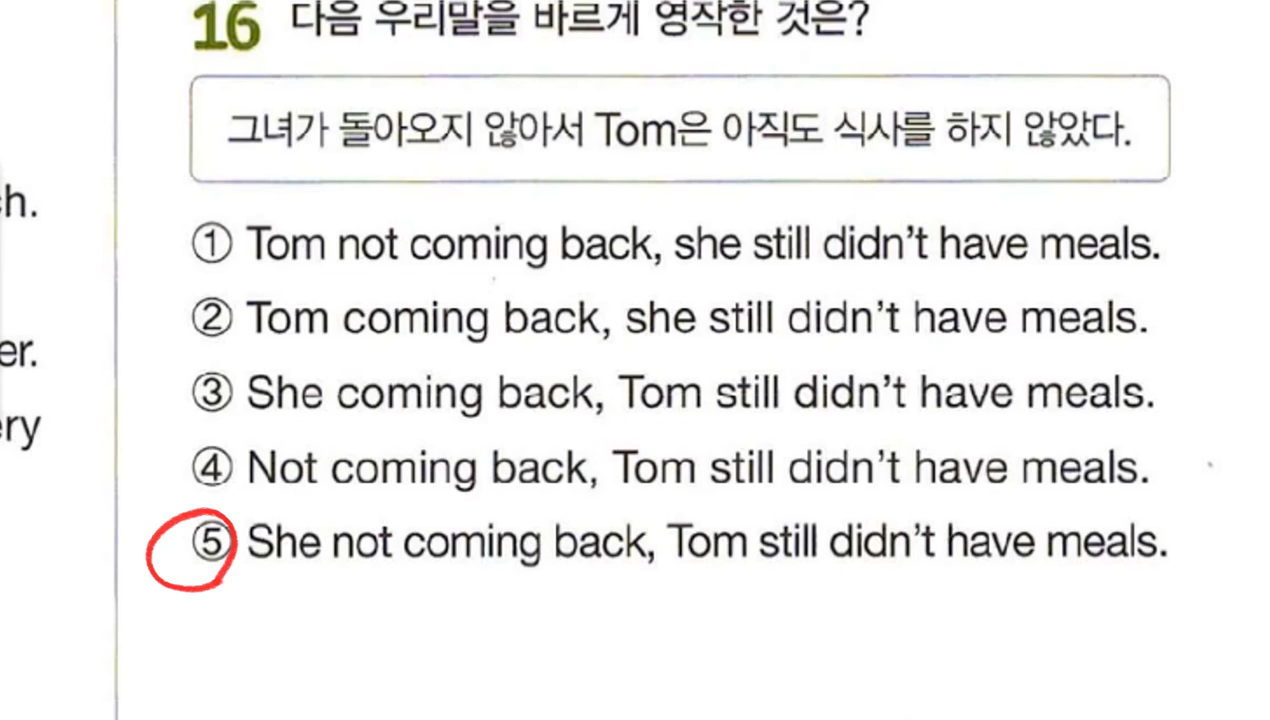 16 다음 우리말을 바르게 영작한 것은?
그녀가 돌아오지 않아서 Tom은 아직도 식사를 하지 않았다.
① Tom not coming back, she still didn't have meals.
② Tom coming back, she still didn't have meals.
③ She coming back, Tom still didn't have meals.
④ Not coming back, Tom still didn't have meals.
⑤ She not coming back, Tom still didn't have meals.